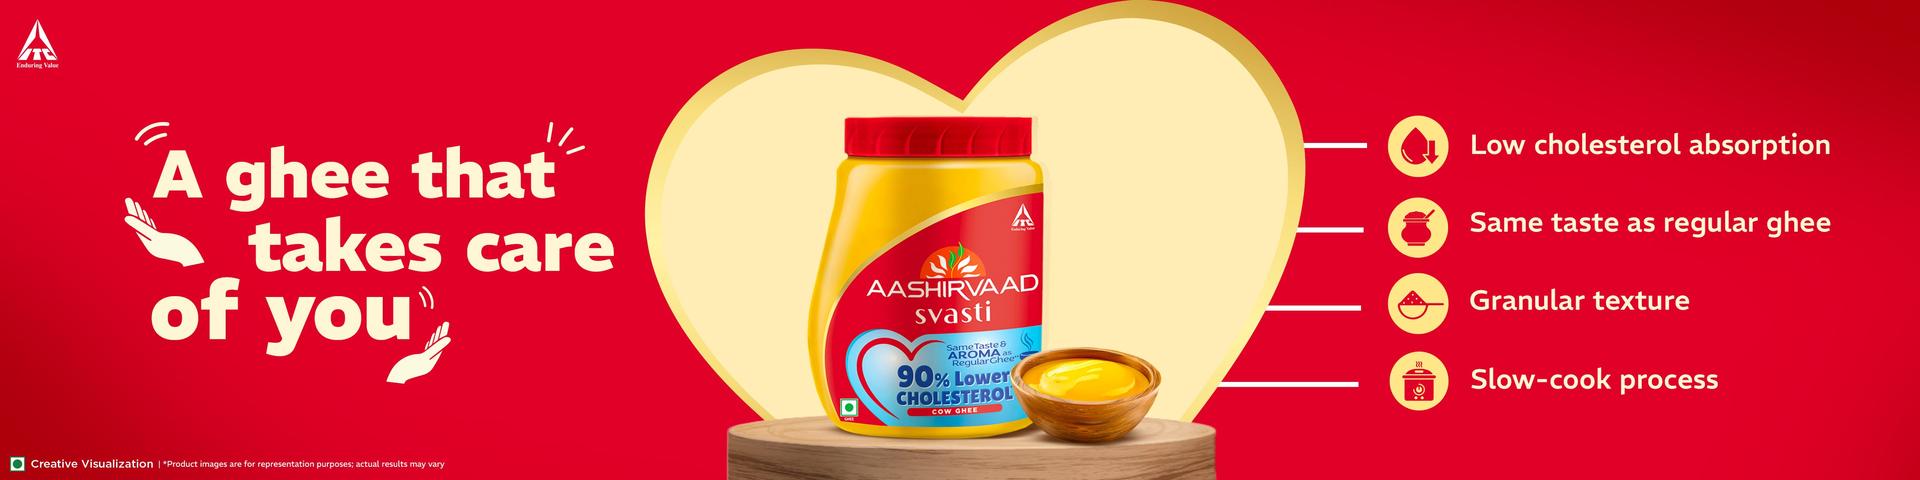 ITC
Enduring Value
A ghee that
takes care
of you
ITC
Enduring Value
AASHIRVAAD
svasti
Same Taste &
AROMA as
Regular Ghee
90% Lower
CHOLESTEROL
COW GHEE
Low cholesterol absorption
Same taste as regular ghee
Granular texture
Slow-cook process
Creative Visualization | *Product images are for representation purposes; actual results may vary